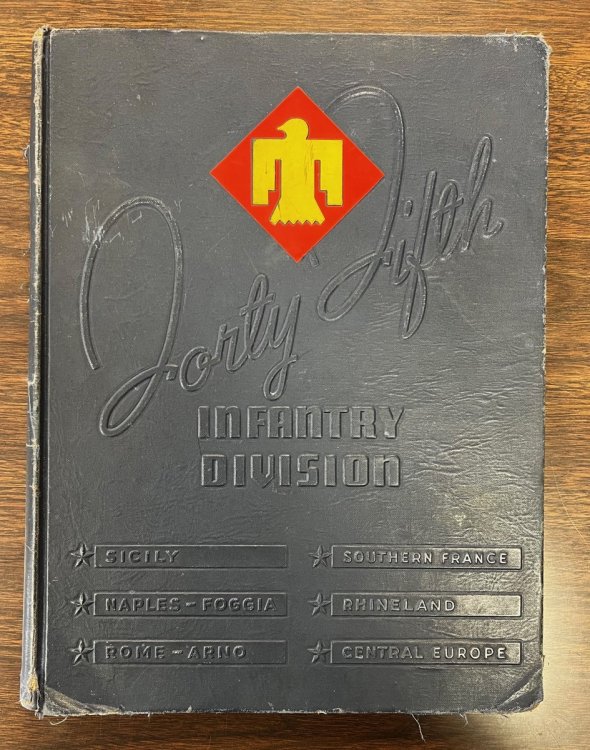 Forty Fifth
INFANTRY
DIVISION
SICILY
NAPLES - FOGGIA
ROME - ARNO
SOUTHERN FRANCE
RHINELAND
CENTRAL EUROPE